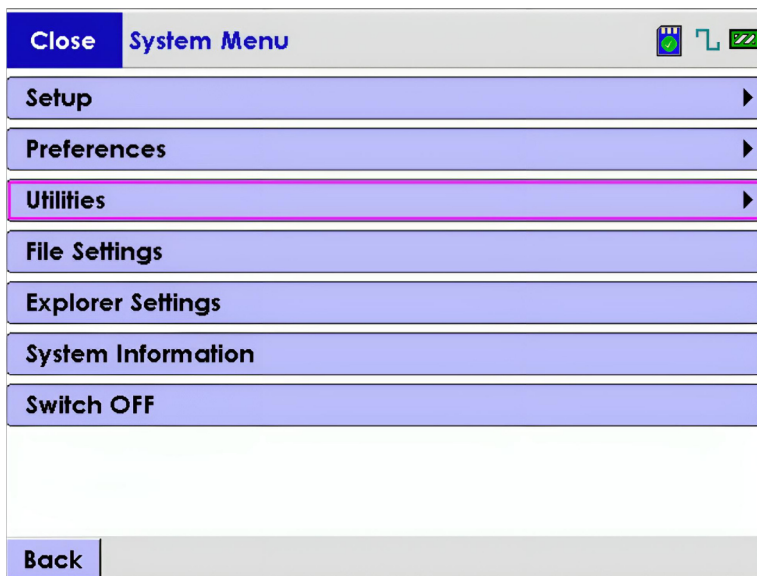 Close System Menu
Setup
Preferences
Utilities
File Settings
Explorer Settings
System Information
Switch OFF
Back